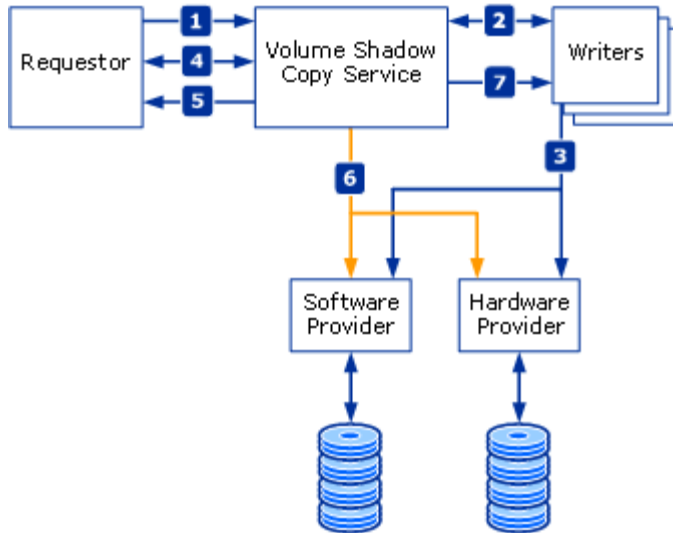 1
2
Requestor
4
Volume Shadow
Copy Service
Writers
5
7
3
6
Software
Provider
Hardware
Provider